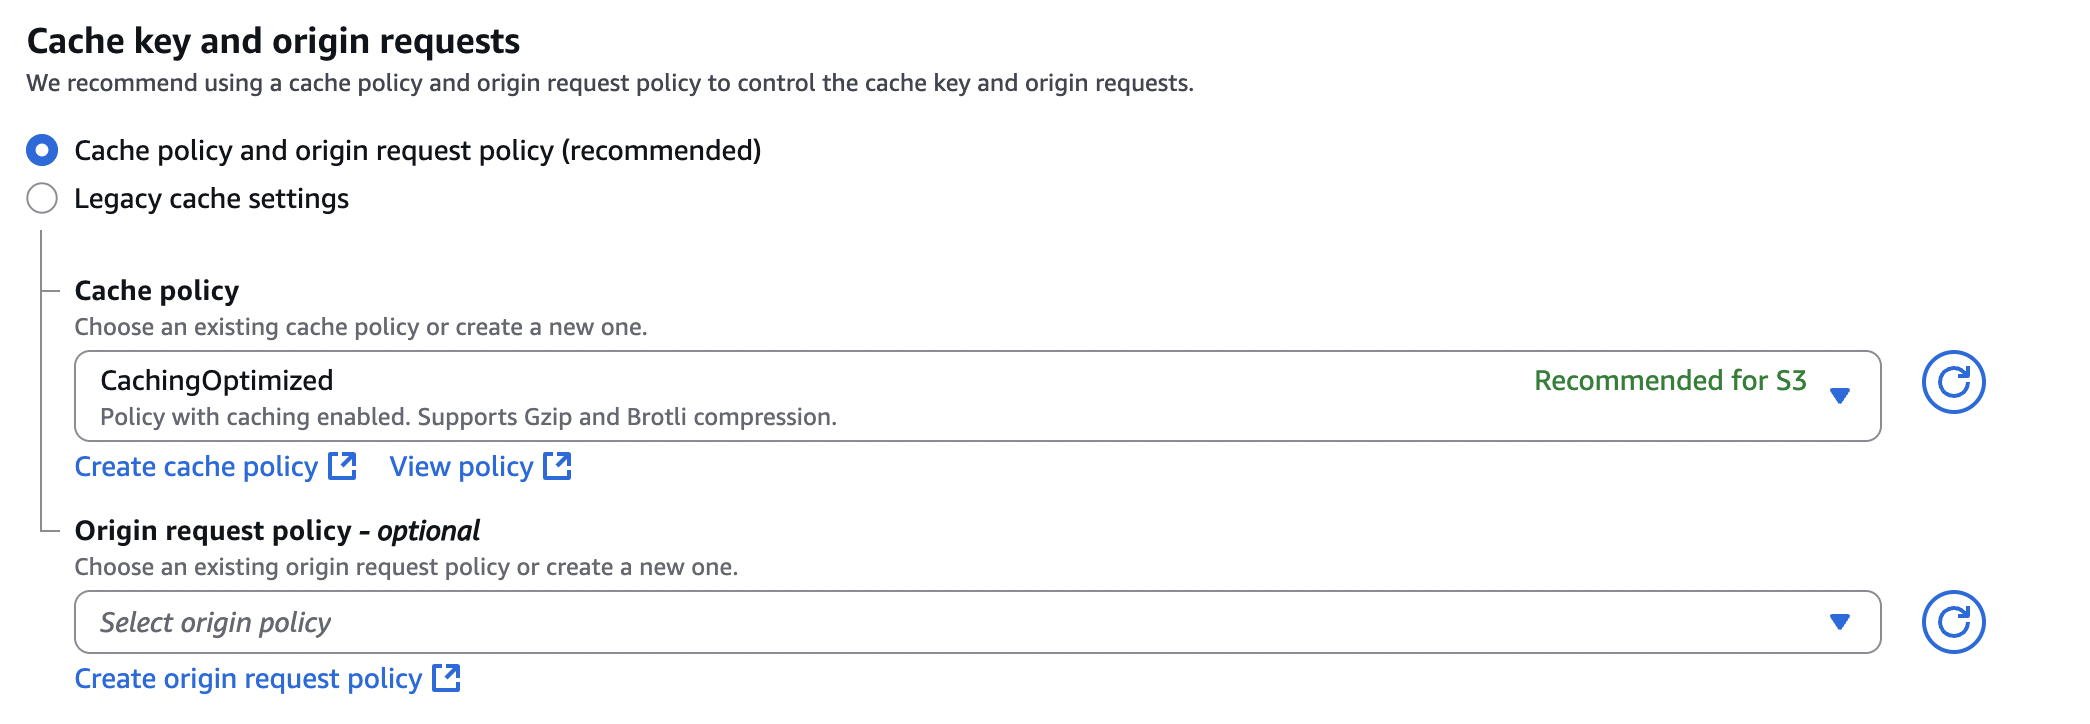 Cache key and origin requests
We recommend using a cache policy and origin request policy to control the cache key and origin requests.
Cache policy and origin request policy (recommended)
Legacy cache settings
Cache policy
Choose an existing cache policy or create a new one.
CachingOptimized Recommended for S3
Policy with caching enabled. Supports Gzip and Brotli compression.
Create cache policy View policy
Origin request policy - optional
Choose an existing origin request policy or create a new one.
Select origin policy
Create origin request policy